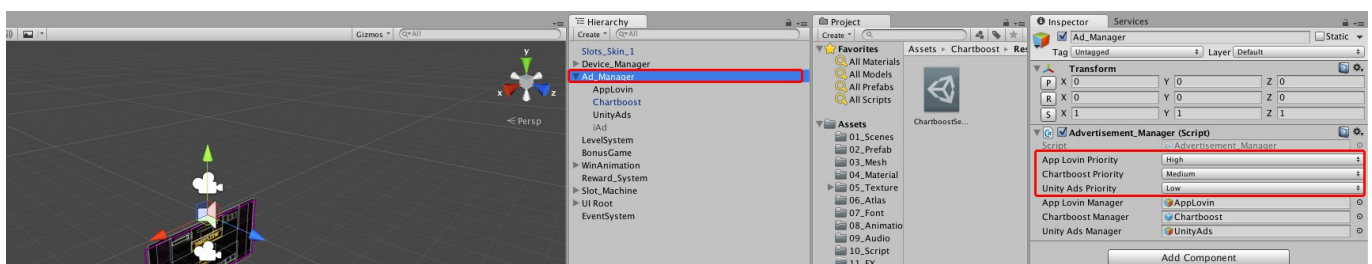 Gizmos
All
y
x
z
Persp
Hierarchy
Create
All
Slots_Skin_1
Device_Manager
Ad_Manager
AppLovin
Chartboost
UnityAds
iAd
LevelSystem
BonusGame
WinAnimation
Reward_System
Slot_Machine
UI Root
EventSystem
Project
Create
Favorites
All Materials
All Models
All Prefabs
All Scripts
Assets
01_Scenes
02_Prefab
03_Mesh
04_Material
05_Texture
06_Atlas
07_Font
08_Animatio
09_Audio
10_Script
11_FX
Assets Chartboost Res
ChartboostSe...
Inspector Services
Ad_Manager Static
Tag Untagged Layer Default
Transform
P X 0 Y 0 Z 0
R X 0 Y 0 Z 0
S X 1 Y 1 Z 1
Advertisement_Manager (Script)
Script Advertisement_Manager
App Lovin Priority High
Chartboost Priority Medium
Unity Ads Priority Low
App Lovin Manager AppLovin
Chartboost Manager Chartboost
Unity Ads Manager UnityAds
Add Component